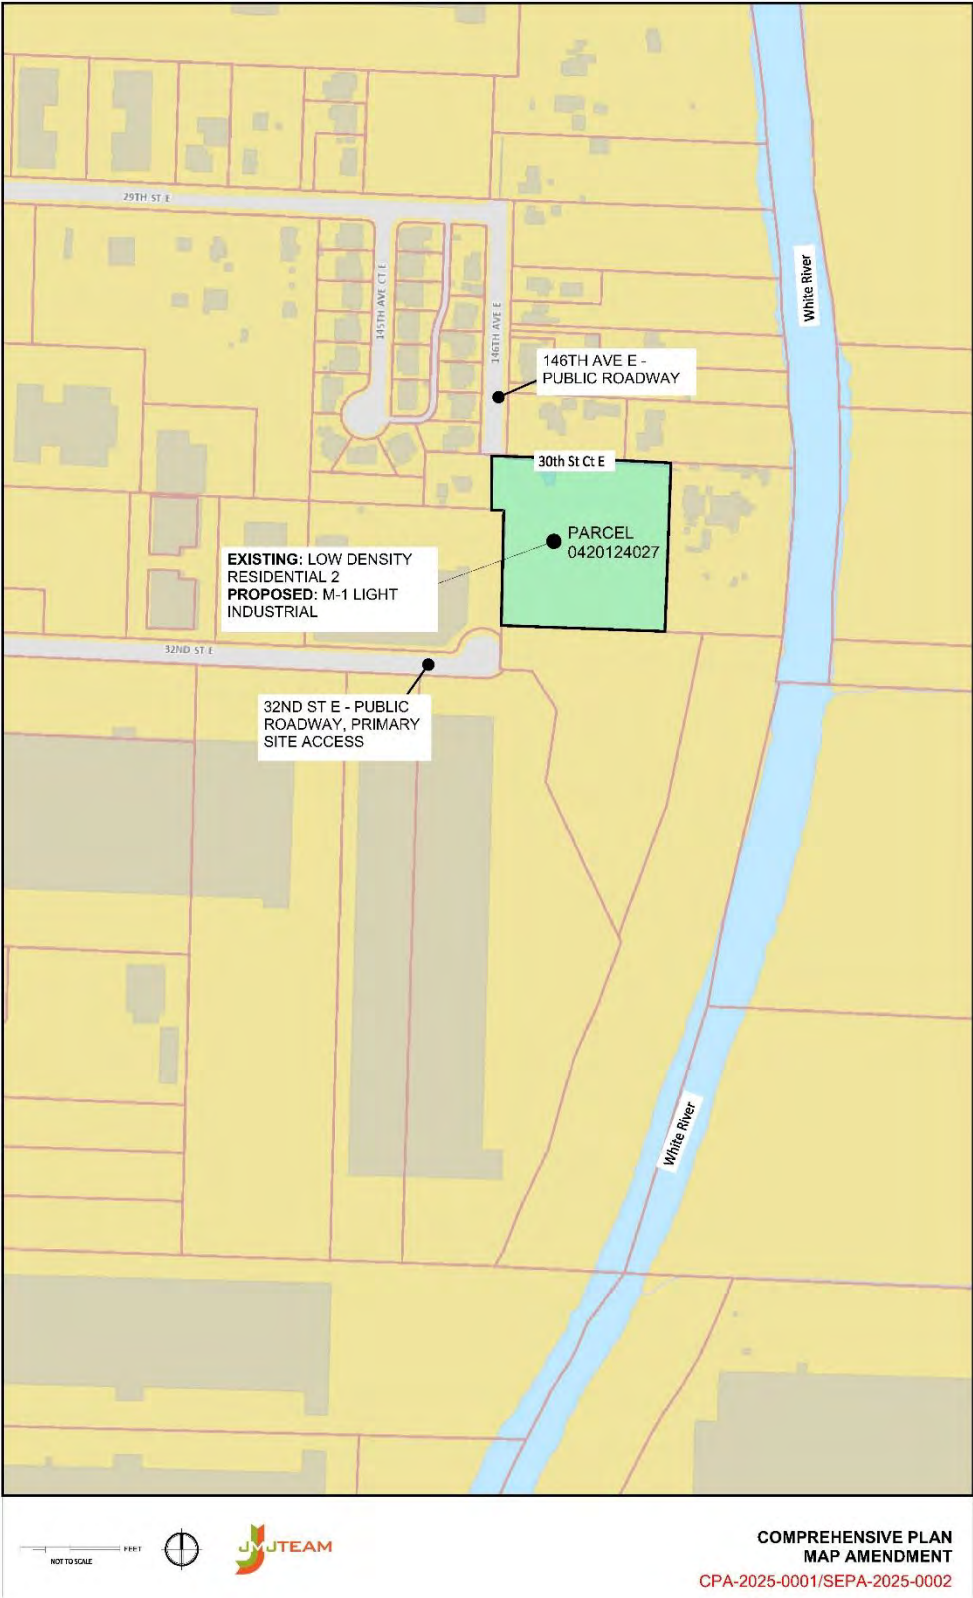 29TH ST E
145TH AVE CT E
146TH AVE E
White River
146TH AVE E -
PUBLIC ROADWAY
30th St Ct E
PARCEL
0420124027
EXISTING: LOW DENSITY
RESIDENTIAL 2
PROPOSED: M-1 LIGHT
INDUSTRIAL
32ND ST E
32ND ST E - PUBLIC
ROADWAY, PRIMARY
SITE ACCESS
White River
FEET
NOT TO SCALE
JMJTEAM
COMPREHENSIVE PLAN
MAP AMENDMENT
CPA-2025-0001/SEPA-2025-0002